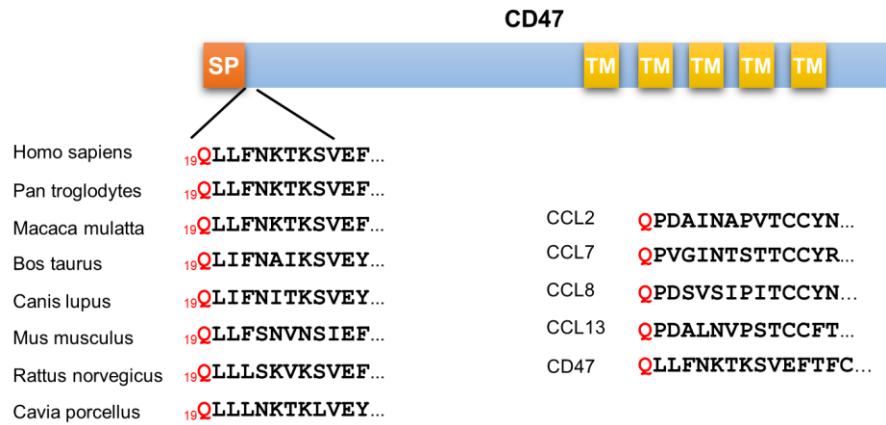 CD47
SP TM TM TM TM TM
Homo sapiens 19QLLFNKTKSVEF...
Pan troglodytes 19QLLFNKTKSVEF...
Macaca mulatta 19QLLFNKTKSVEF...
Bos taurus 19QLIFNAIKSVEY...
Canis lupus 19QLIFNITKSVEY...
Mus musculus 19QLLFSNVNSIEF...
Rattus norvegicus 19QLLLSKVKSVEF...
Cavia porcellus 19QLLLNKTKLVEY...
CCL2 QPDAINAPVTCCYN...
CCL7 QPVGINTSTTCCYR...
CCL8 QPDSVSIPITCCYN...
CCL13 QPDALNVPSTCCFT...
CD47 QLLFNKTKSVEFTFC...